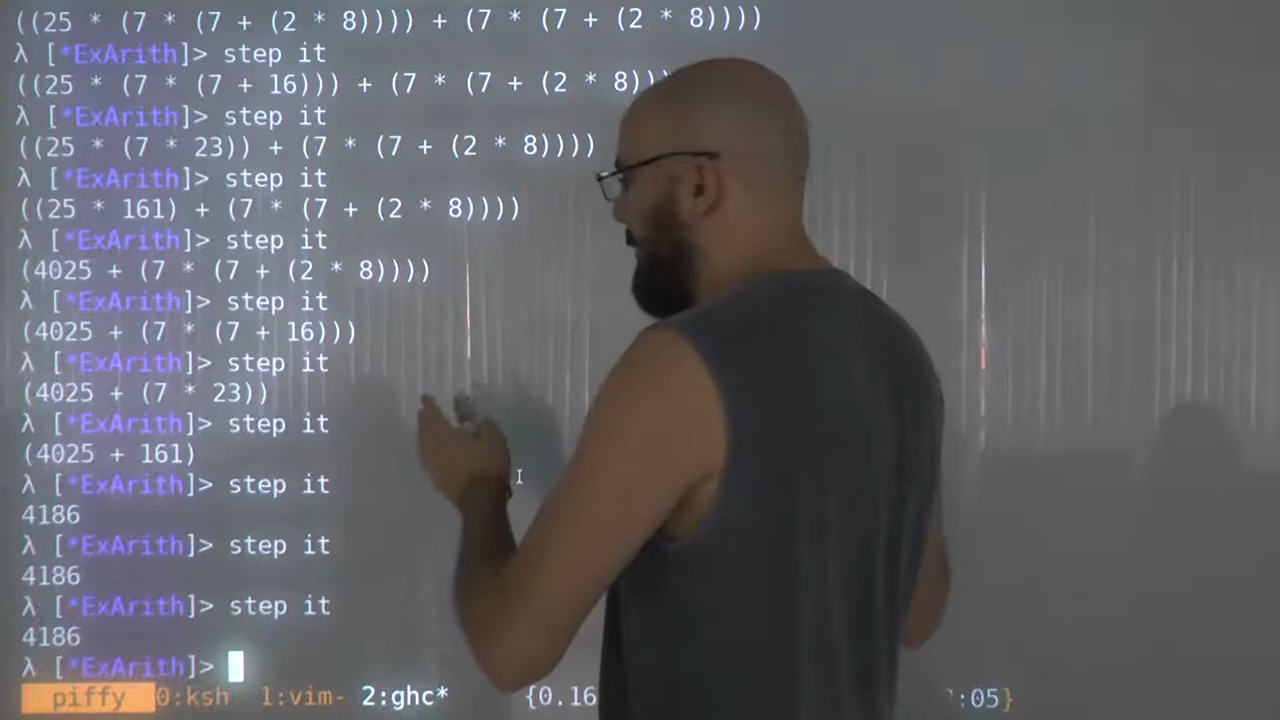 ((25 * (7 * (7 + (2 * 8)))) + (7 * (7 + (2 * 8))))
λ [*ExArith]> step it
((25 * (7 * (7 + 16))) + (7 * (7 + (2 * 8))))
λ [*ExArith]> step it
((25 * (7 * 23)) + (7 * (7 + (2 * 8))))
λ [*ExArith]> step it
((25 * 161) + (7 * (7 + (2 * 8))))
λ [*ExArith]> step it
(4025 + (7 * (7 + (2 * 8))))
λ [*ExArith]> step it
(4025 + (7 * (7 + 16)))
λ [*ExArith]> step it
(4025 + (7 * 23))
λ [*ExArith]> step it
(4025 + 161)
λ [*ExArith]> step it
4186
λ [*ExArith]> step it
4186
λ [*ExArith]> step it
4186
λ [*ExArith]>
piffy 0:ksh 1:vim- 2:ghc* {0.16 :05}